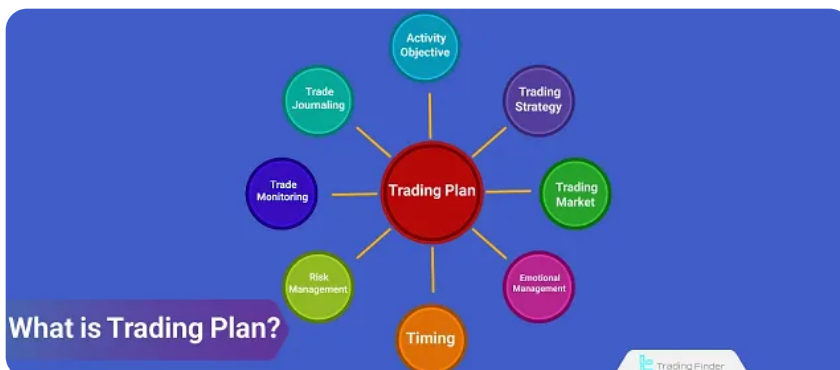 Activity
Objective
Trade
Journaling
Trading
Strategy
Trading Plan
Trade
Monitoring
Trading
Market
Risk
Management
Emotional
Management
Timing
What is Trading Plan?
Trading Finder